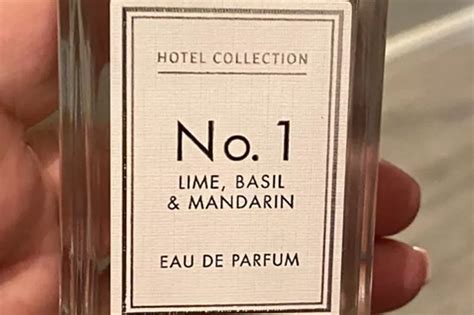 HOTEL COLLECTION
No. 1
LIME, BASIL
& MANDARIN
EAU DE PARFUM